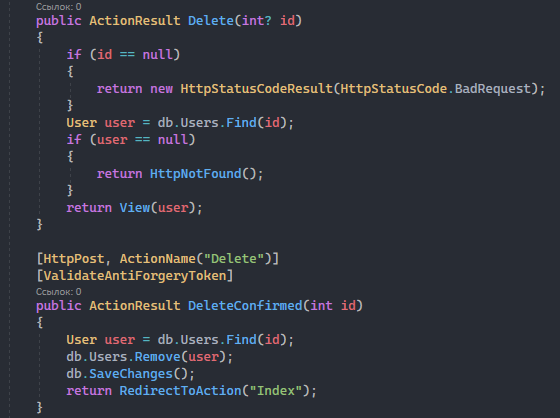 Ссылок: 0
public ActionResult Delete(int? id)
{
if (id == null)
{
return new HttpStatusCodeResult(HttpStatusCode.BadRequest);
}
User user = db.Users.Find(id);
if (user == null)
{
return HttpNotFound();
}
return View(user);
}
[HttpPost, ActionName("Delete")]
[ValidateAntiForgeryToken]
Ссылок: 0
public ActionResult DeleteConfirmed(int id)
{
User user = db.Users.Find(id);
db.Users.Remove(user);
db.SaveChanges();
return RedirectToAction("Index");
}